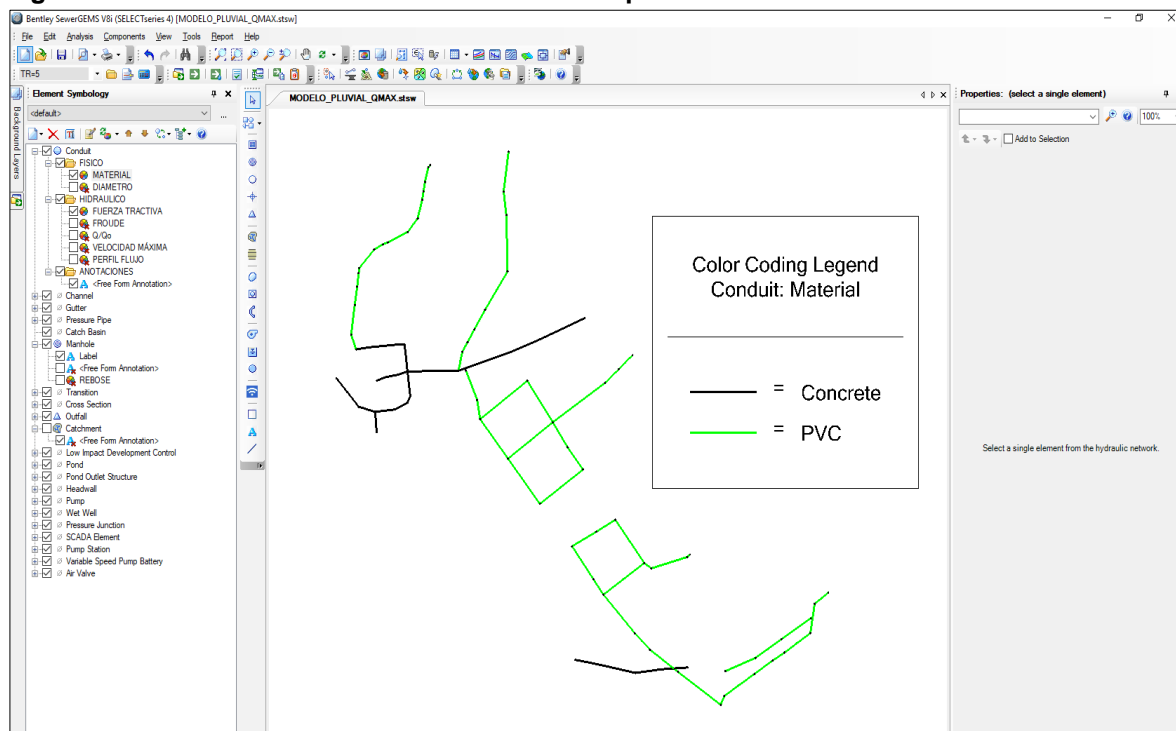 Bentley SewerGEMS V8i (SELECTseries 4) [MODELO_PLUVIAL_QMAX.stsw]
File Edit Analysis Components View Tools Report Help
TR=5
Element Symbology
<default>
...
Background Layers
Conduit
FISICO
MATERIAL
DIAMETRO
HIDRAULICO
FUERZA TRACTIVA
FROUDE
Q/Qo
VELOCIDAD MÁXIMA
PERFIL FLUJO
ANOTACIONES
<Free Form Annotation>
Channel
Gutter
Pressure Pipe
Catch Basin
Manhole
Label
<Free Form Annotation>
REBOSE
Transition
Cross Section
Outfall
Catchment
<Free Form Annotation>
Low Impact Development Control
Pond
Pond Outlet Structure
Headwall
Pump
Wet Well
Pressure Junction
SCADA Element
Pump Station
Variable Speed Pump Battery
Air Valve
MODELO_PLUVIAL_QMAX.stsw
Color Coding Legend
Conduit: Material
= Concrete
= PVC
Properties: (select a single element)
100%
Add to Selection
Select a single element from the hydraulic network.